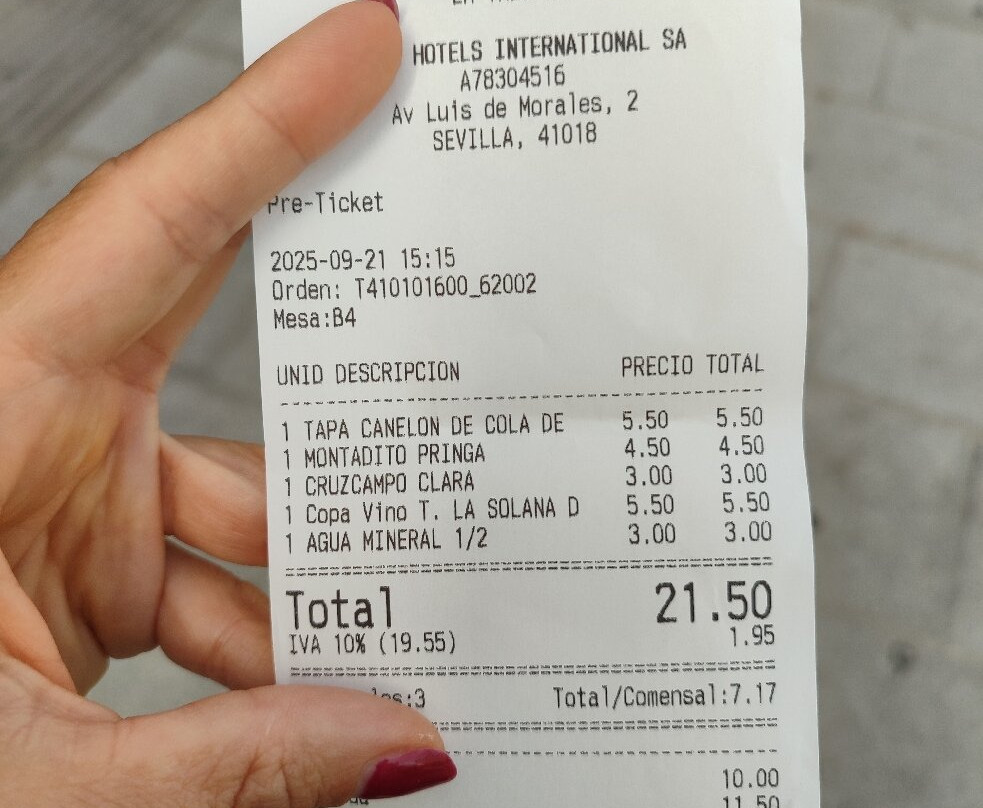 HOTELS INTERNATIONAL SA
A78304516
Av Luis de Morales, 2
SEVILLA, 41018
Pre-Ticket
2025-09-21 15:15
Orden: T410101600_62002
Mesa:B4
UNID DESCRIPCION PRECIO TOTAL
1 TAPA CANELON DE COLA DE 5.50 5.50
1 MONTADITO PRINGA 4.50 4.50
1 CRUZCAMPO CLARA 3.00 3.00
1 Copa Vino T. LA SOLANA D 5.50 5.50
1 AGUA MINERAL 1/2 3.00 3.00
Total 21.50
IVA 10% (19.55) 1.95
:3 Total/Comensal:7.17
10.00
11.50